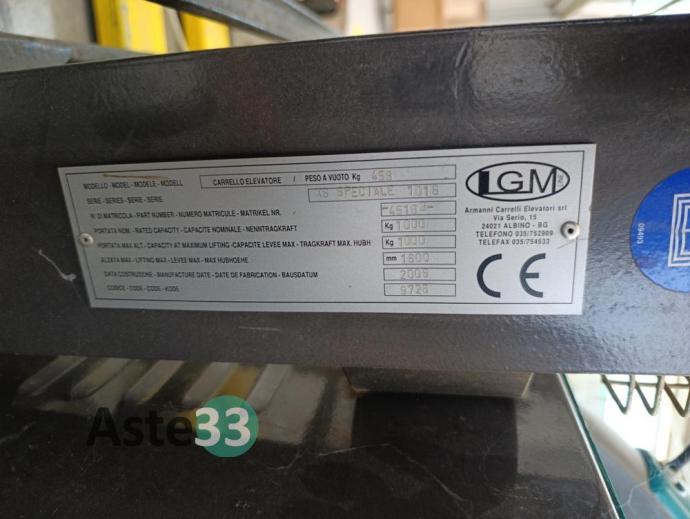 MODELLO - MODEL - MODELE - MODELL CARRELLO ELEVATORE / PESO A VUOTO Kg
SERIE - SERIES - SERIE - SERIE SPECIALE 1016
N° DI MATRICOLA - PART NUMBER - NUMERO MATRICULE - MATRIKEL NR.
PORTATA NOM. - RATED CAPACITY - CAPACITE NOMINALE - NENNTRAGKRAFT Kg 1000
PORTATA MAX ALT. - CAPACITY AT MAXIMUM LIFTING - CAPACITE LEVEE MAX - TRAGKRAFT MAX. HUBH Kg 1000
ALZATA MAX - LIFTING MAX - LEVEE MAX - MAX HUBHOEHE mm 1600
DATA COSTRUZIONE - MANUFACTURE DATE - DATE DE FABRICATION - BAUSDATUM
CODICE - CODE - CODE - KODE
LGM
Armanni Carrelli Elevatori srl
Via Serio, 15
24021 ALBINO - BG
TELEFONO 035/752909
TELEFAX 035/754533
CE
Aste33